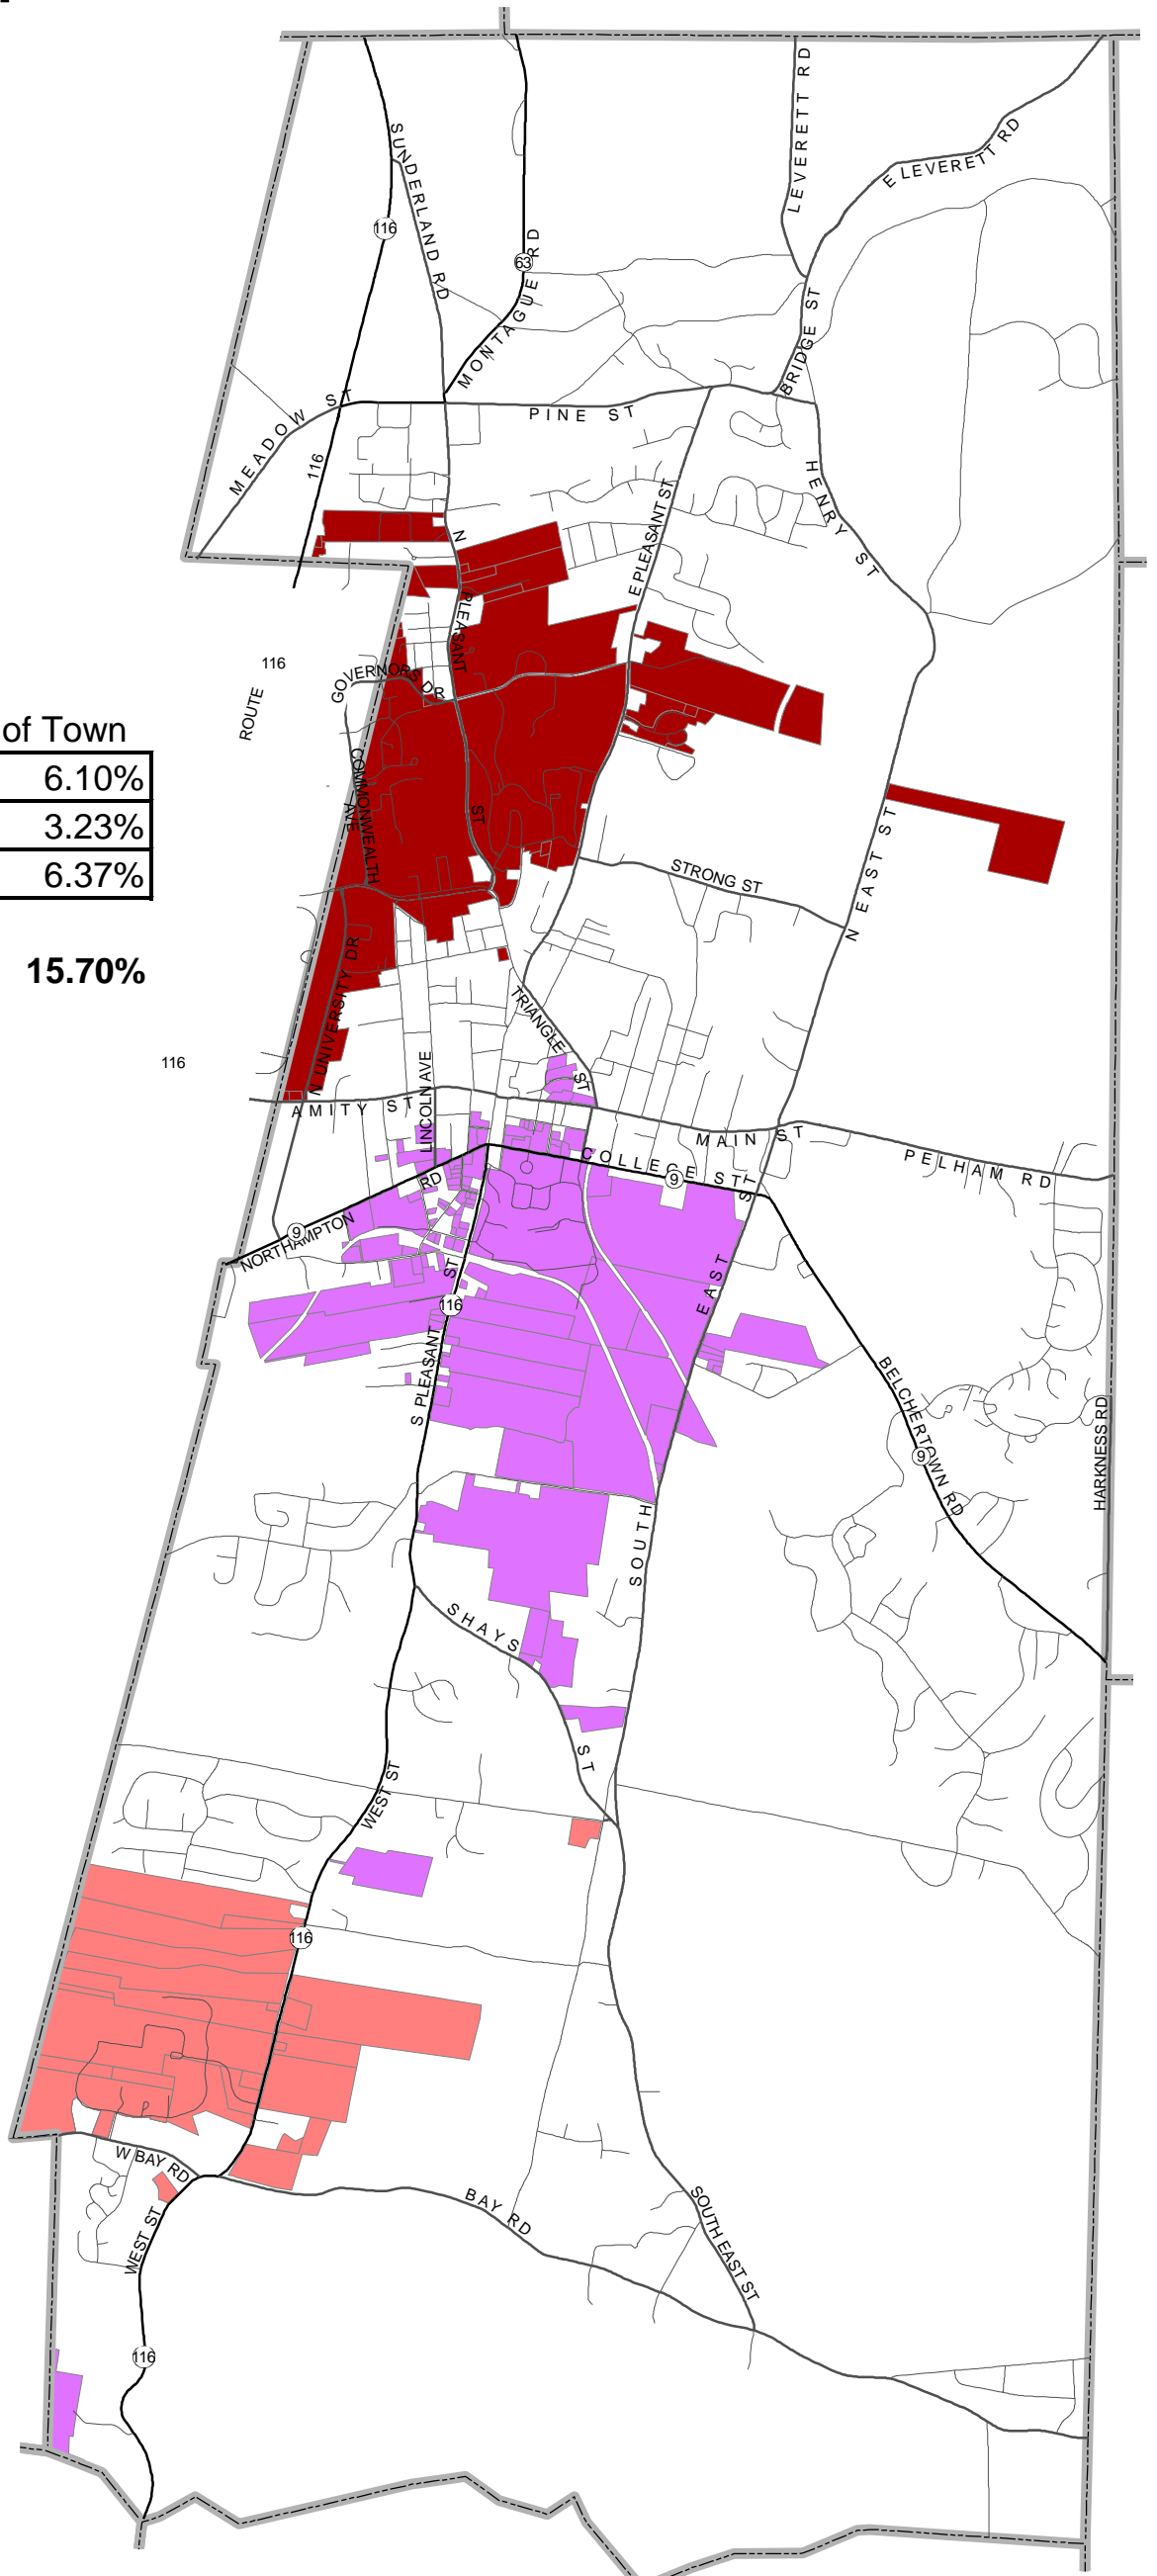 LEVERETT RD
E LEVERETT RD
SUNDERLAND RD
116
63
MONTAGUE RD
BRIDGE ST
MEADOW ST
PINE ST
116
HENRY ST
E PLEASANT ST
N PLEASANT ST
116
GOVERNORS DR
ROUTE
of Town
6.10%
3.23%
6.37%
15.70%
COMMONWEALTH AVE
STRONG ST
N EAST ST
N UNIVERSITY DR
TRIANGLE ST
116
LINCOLN AVE
AMITY ST
MAIN ST
COLLEGE ST
9
PELHAM RD
NORTHAMPTON RD
9
116
S PLEASANT ST
SOUTH EAST ST
BELCHERTOWN RD
9
HARKNESS RD
SHAYS ST
WEST ST
116
W BAY RD
WEST ST
BAY RD
SOUTH EAST ST
116